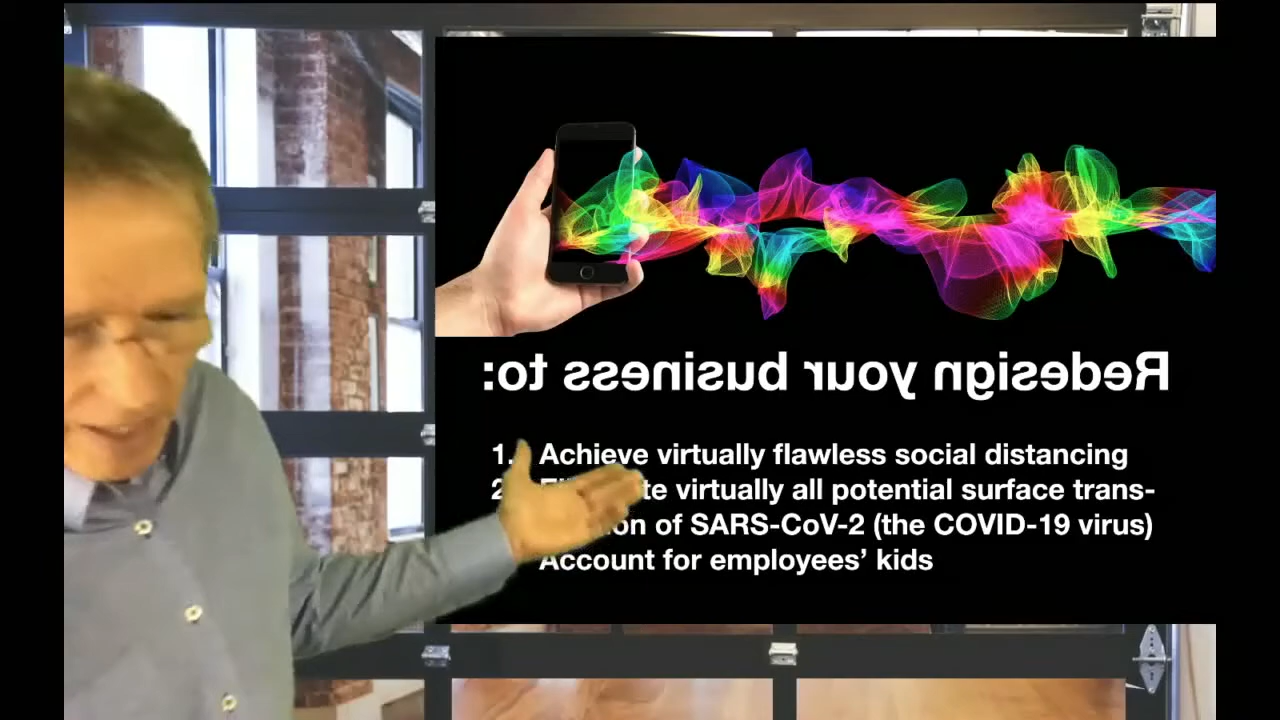 Redesign your business to:
1. Achieve virtually flawless social distancing
virtually all potential surface trans-
of SARS-CoV-2 (the COVID-19 virus)
Account for employees’ kids